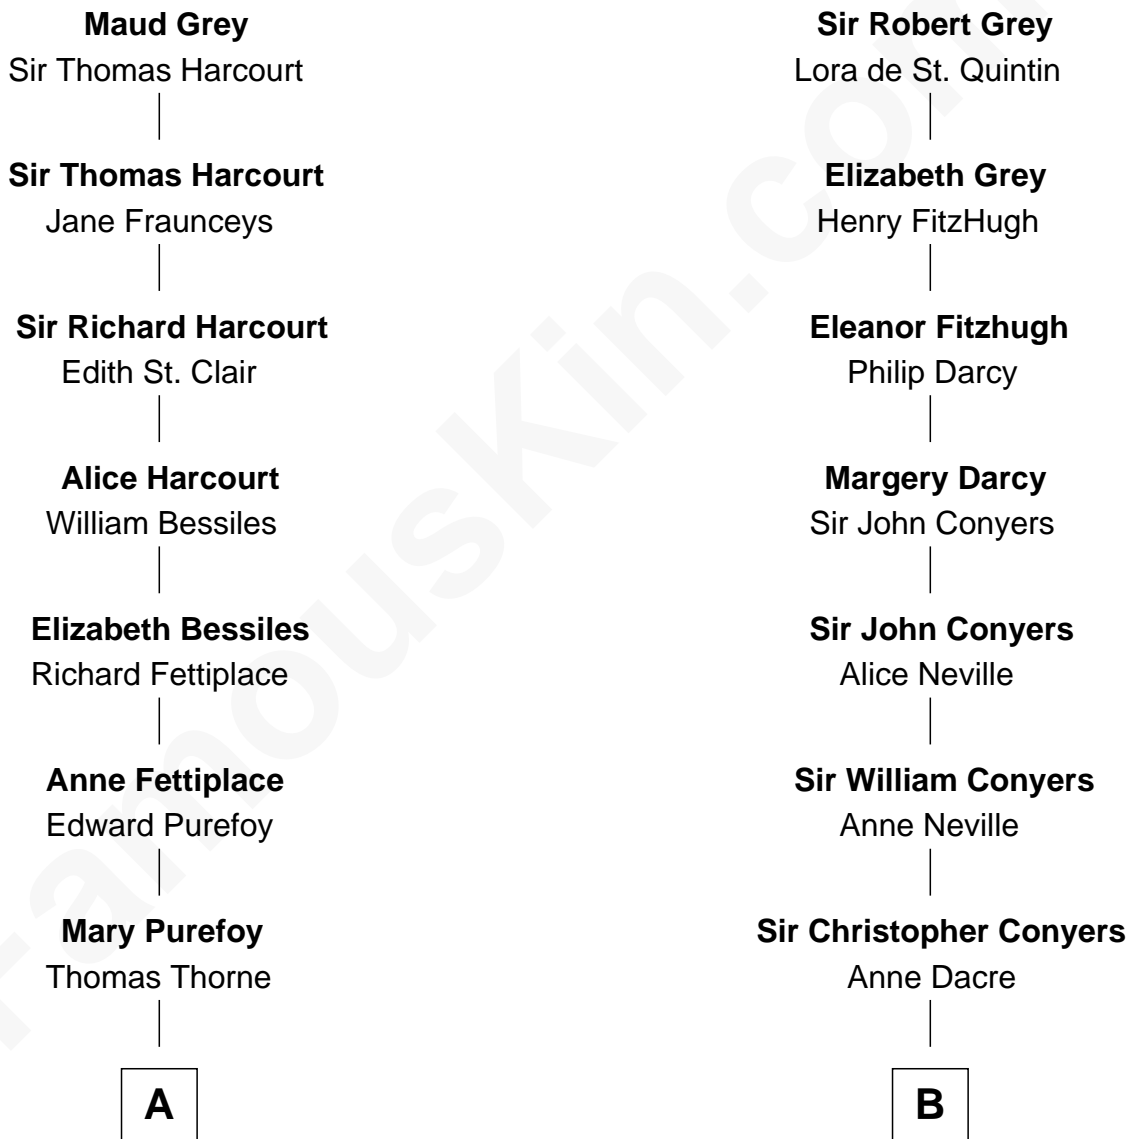 Maud Grey
Sir Thomas Harcourt
Sir Thomas Harcourt
Jane Fraunceys
Sir Richard Harcourt
Edith St. Clair
Alice Harcourt
William Bessiles
Elizabeth Bessiles
Richard Fettiplace
Anne Fettiplace
Edward Purefoy
Mary Purefoy
Thomas Thorne
A
Sir Robert Grey
Lora de St. Quintin
Elizabeth Grey
Henry FitzHugh
Eleanor Fitzhugh
Philip Darcy
Margery Darcy
Sir John Conyers
Sir John Conyers
Alice Neville
Sir William Conyers
Anne Neville
Sir Christopher Conyers
Anne Dacre
B
FamousKin.com